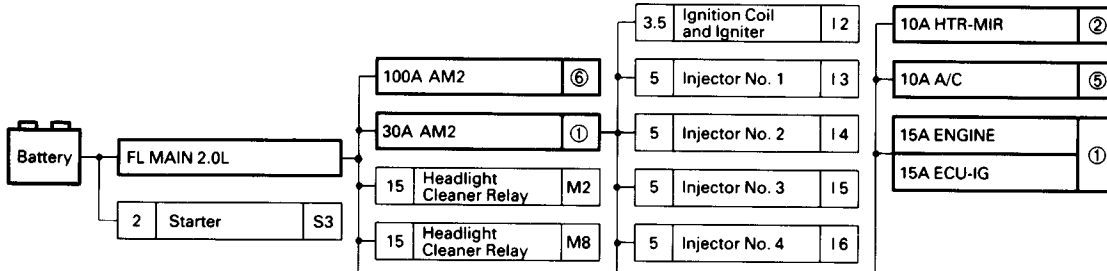 Battery
FL MAIN 2.0L
2 Starter S3
100A AM2 ⑥
30A AM2 ①
15 Headlight
Cleaner Relay M2
15 Headlight
Cleaner Relay M8
3.5 Ignition Coil
and Igniter I2
5 Injector No. 1 I3
5 Injector No. 2 I4
5 Injector No. 3 I5
5 Injector No. 4 I6
10A HTR-MIR ②
10A A/C ⑤
15A ENGINE
15A ECU-IG ①